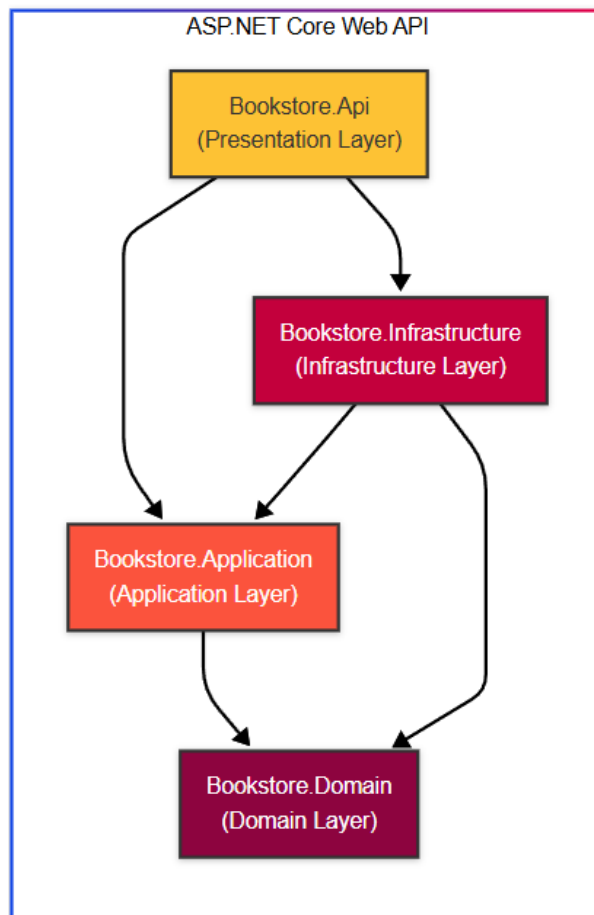 ASP.NET Core Web API
Bookstore.Api
(Presentation Layer)
Bookstore.Infrastructure
(Infrastructure Layer)
Bookstore.Application
(Application Layer)
Bookstore.Domain
(Domain Layer)